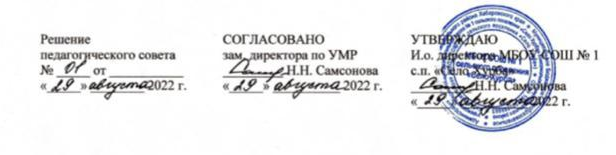 Решение
педагогического совета
№ 01 от
« 29 » августа 2022 г.
СОГЛАСОВАНО
зам. директора по УМР
Н.Н. Самсонова
« 29 » августа 2022 г.
УТВЕРЖДАЮ
И.о. директора МБОУ СОШ № 1
с.п. «Село Хурба»
Н.Н. Самсонова
« 29 » августа 2022 г.